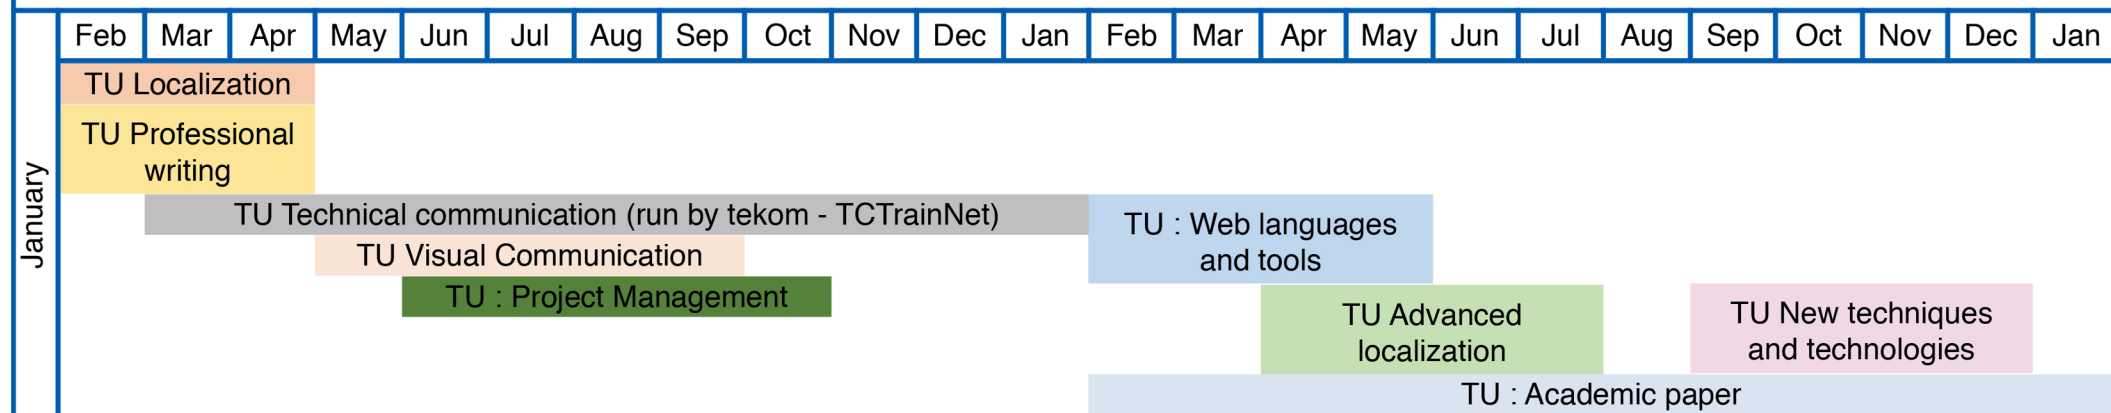 Feb Mar Apr May Jun Jul Aug Sep Oct Nov Dec Jan Feb Mar Apr May Jun Jul Aug Sep Oct Nov Dec Jan
January
TU Localization
TU Professional
writing
TU Technical communication (run by tekom - TCTrainNet)
TU : Web languages
and tools
TU Visual Communication
TU : Project Management
TU Advanced
localization
TU New techniques
and technologies
TU : Academic paper